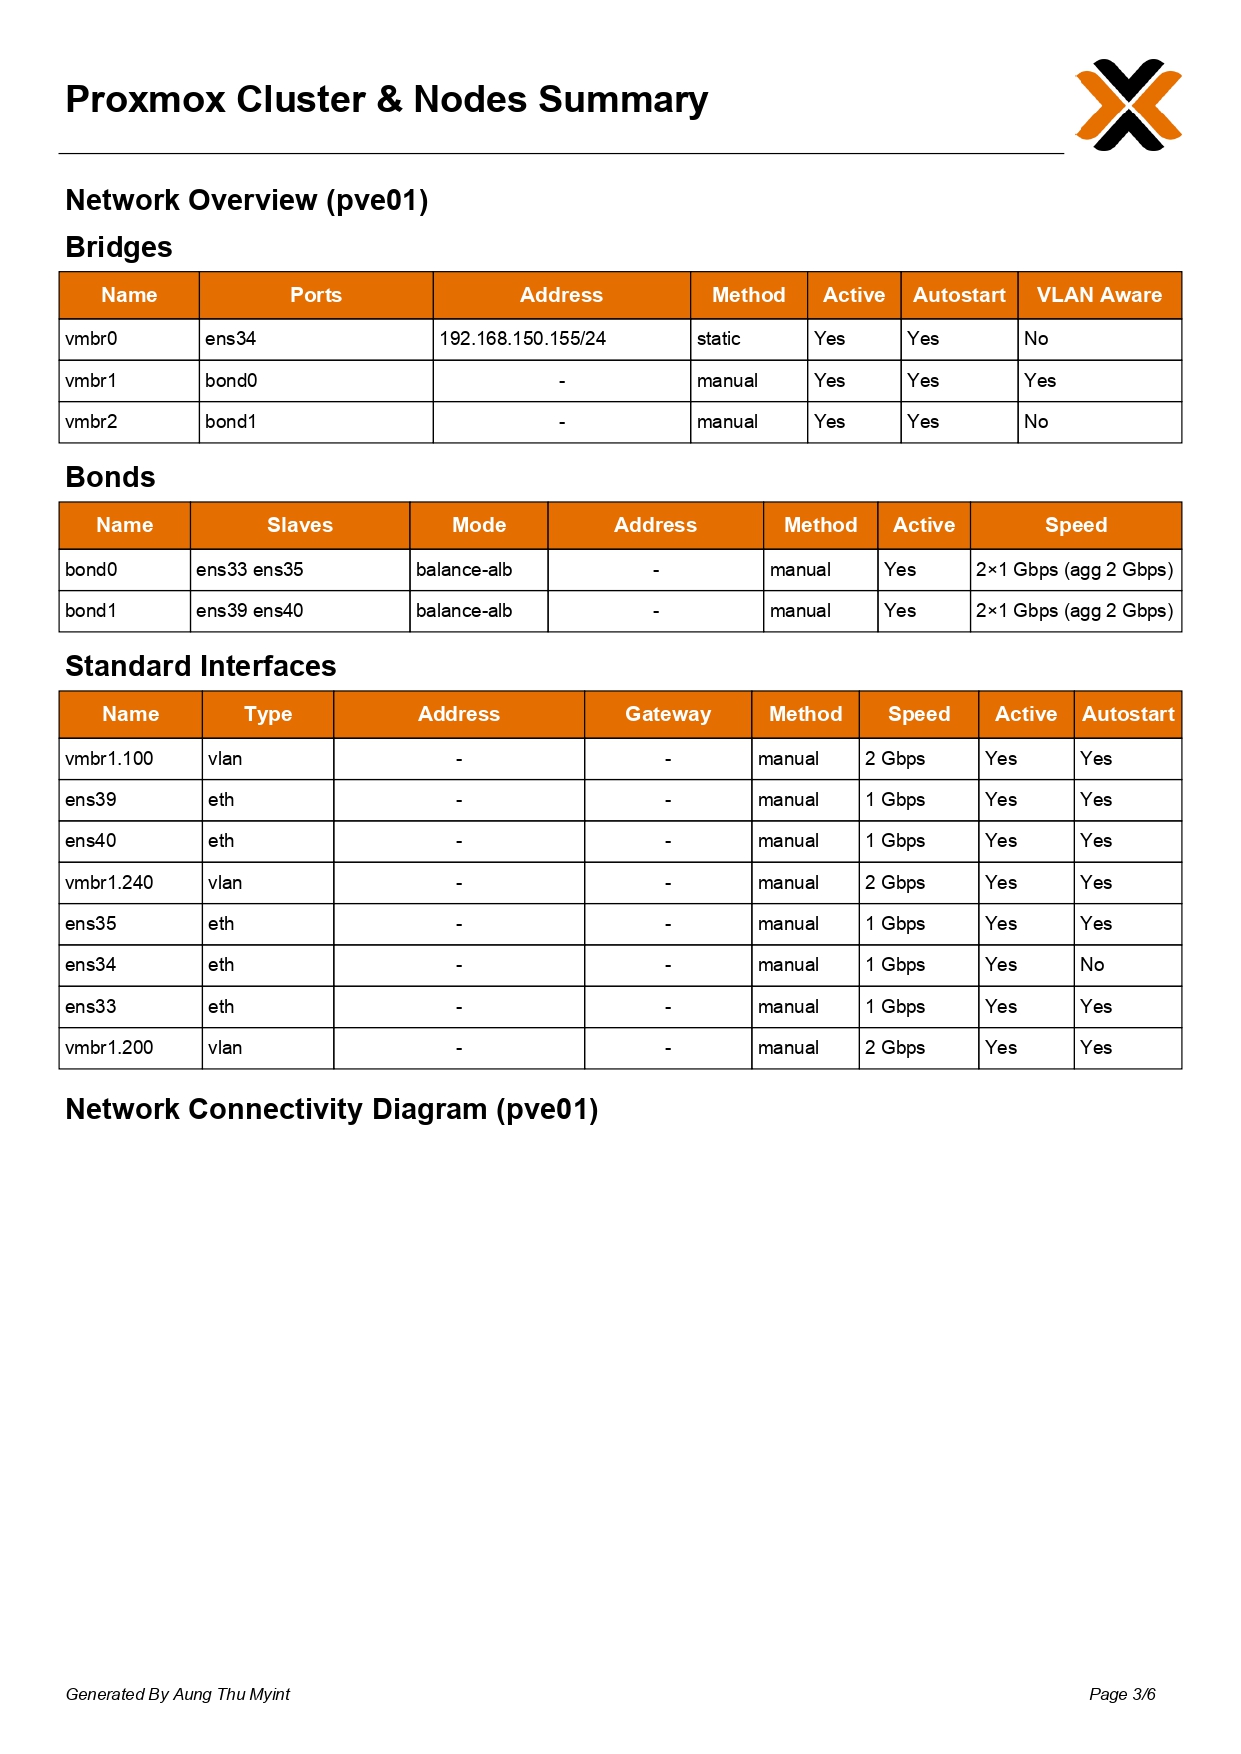 Proxmox Cluster & Nodes Summary
Network Overview (pve01)
Bridges
Name Ports Address Method Active Autostart VLAN Aware
vmbr0 ens34 192.168.150.155/24 static Yes Yes No
vmbr1 bond0 - manual Yes Yes Yes
vmbr2 bond1 - manual Yes Yes No
Bonds
Name Slaves Mode Address Method Active Speed
bond0 ens33 ens35 balance-alb - manual Yes 2×1 Gbps (agg 2 Gbps)
bond1 ens39 ens40 balance-alb - manual Yes 2×1 Gbps (agg 2 Gbps)
Standard Interfaces
Name Type Address Gateway Method Speed Active Autostart
vmbr1.100 vlan - - manual 2 Gbps Yes Yes
ens39 eth - - manual 1 Gbps Yes Yes
ens40 eth - - manual 1 Gbps Yes Yes
vmbr1.240 vlan - - manual 2 Gbps Yes Yes
ens35 eth - - manual 1 Gbps Yes Yes
ens34 eth - - manual 1 Gbps Yes No
ens33 eth - - manual 1 Gbps Yes Yes
vmbr1.200 vlan - - manual 2 Gbps Yes Yes
Network Connectivity Diagram (pve01)
Generated By Aung Thu Myint Page 3/6